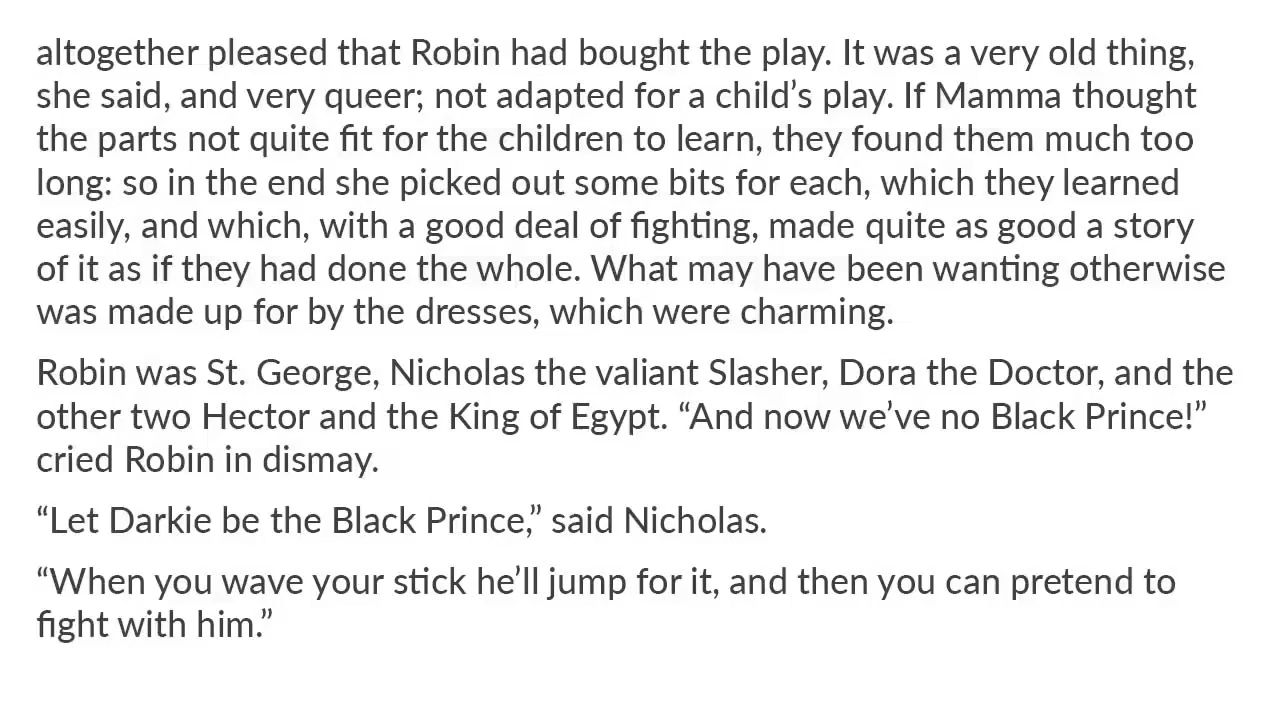 altogether pleased that Robin had bought the play. It was a very old thing,
she said, and very queer; not adapted for a child’s play. If Mamma thought
the parts not quite fit for the children to learn, they found them much too
long: so in the end she picked out some bits for each, which they learned
easily, and which, with a good deal of fighting, made quite as good a story
of it as if they had done the whole. What may have been wanting otherwise
was made up for by the dresses, which were charming.
Robin was St. George, Nicholas the valiant Slasher, Dora the Doctor, and the
other two Hector and the King of Egypt. “And now we’ve no Black Prince!”
cried Robin in dismay.
“Let Darkie be the Black Prince,” said Nicholas.
“When you wave your stick he’ll jump for it, and then you can pretend to
fight with him.”